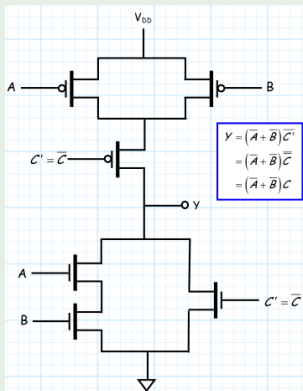 V_DD
A
B
C' = C̅
Y = (A̅ + B̅) C̅'̅
= (A̅ + B̅) C̿
= (A̅ + B̅) C
Y
A
B
C' = C̅